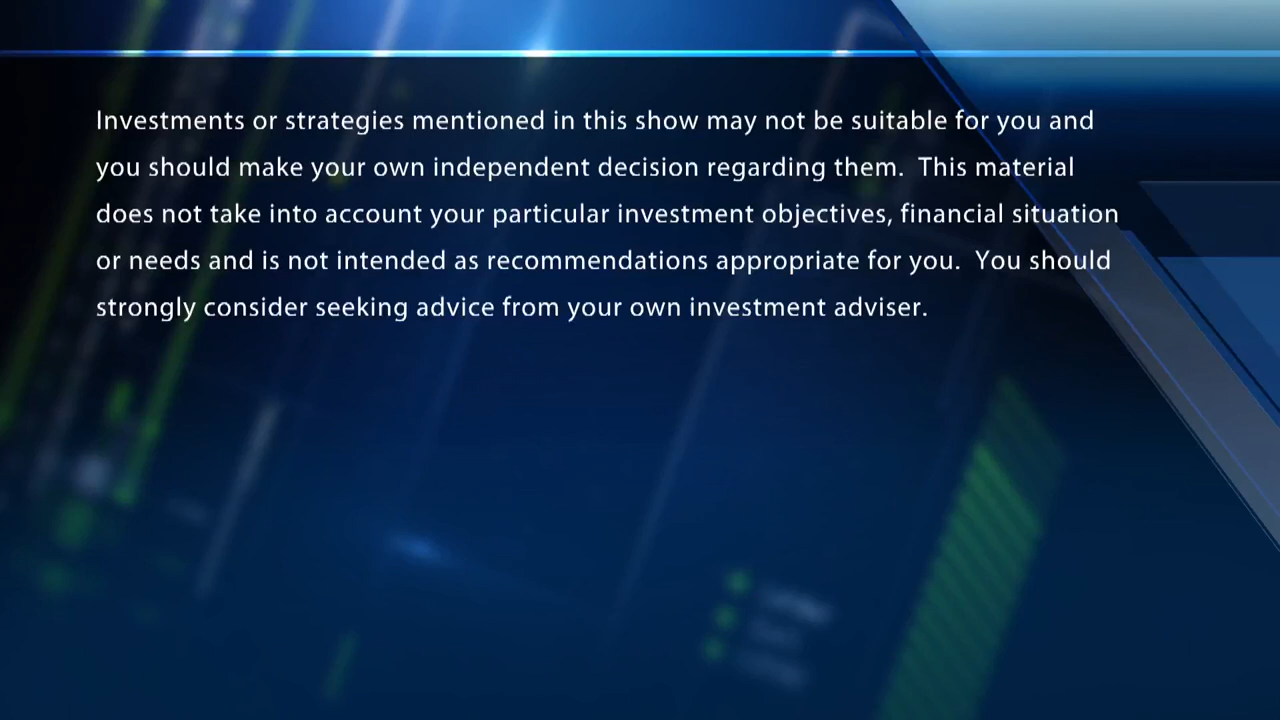 Investments or strategies mentioned in this show may not be suitable for you and
you should make your own independent decision regarding them.  This material
does not take into account your particular investment objectives, financial situation
or needs and is not intended as recommendations appropriate for you.  You should
strongly consider seeking advice from your own investment adviser.